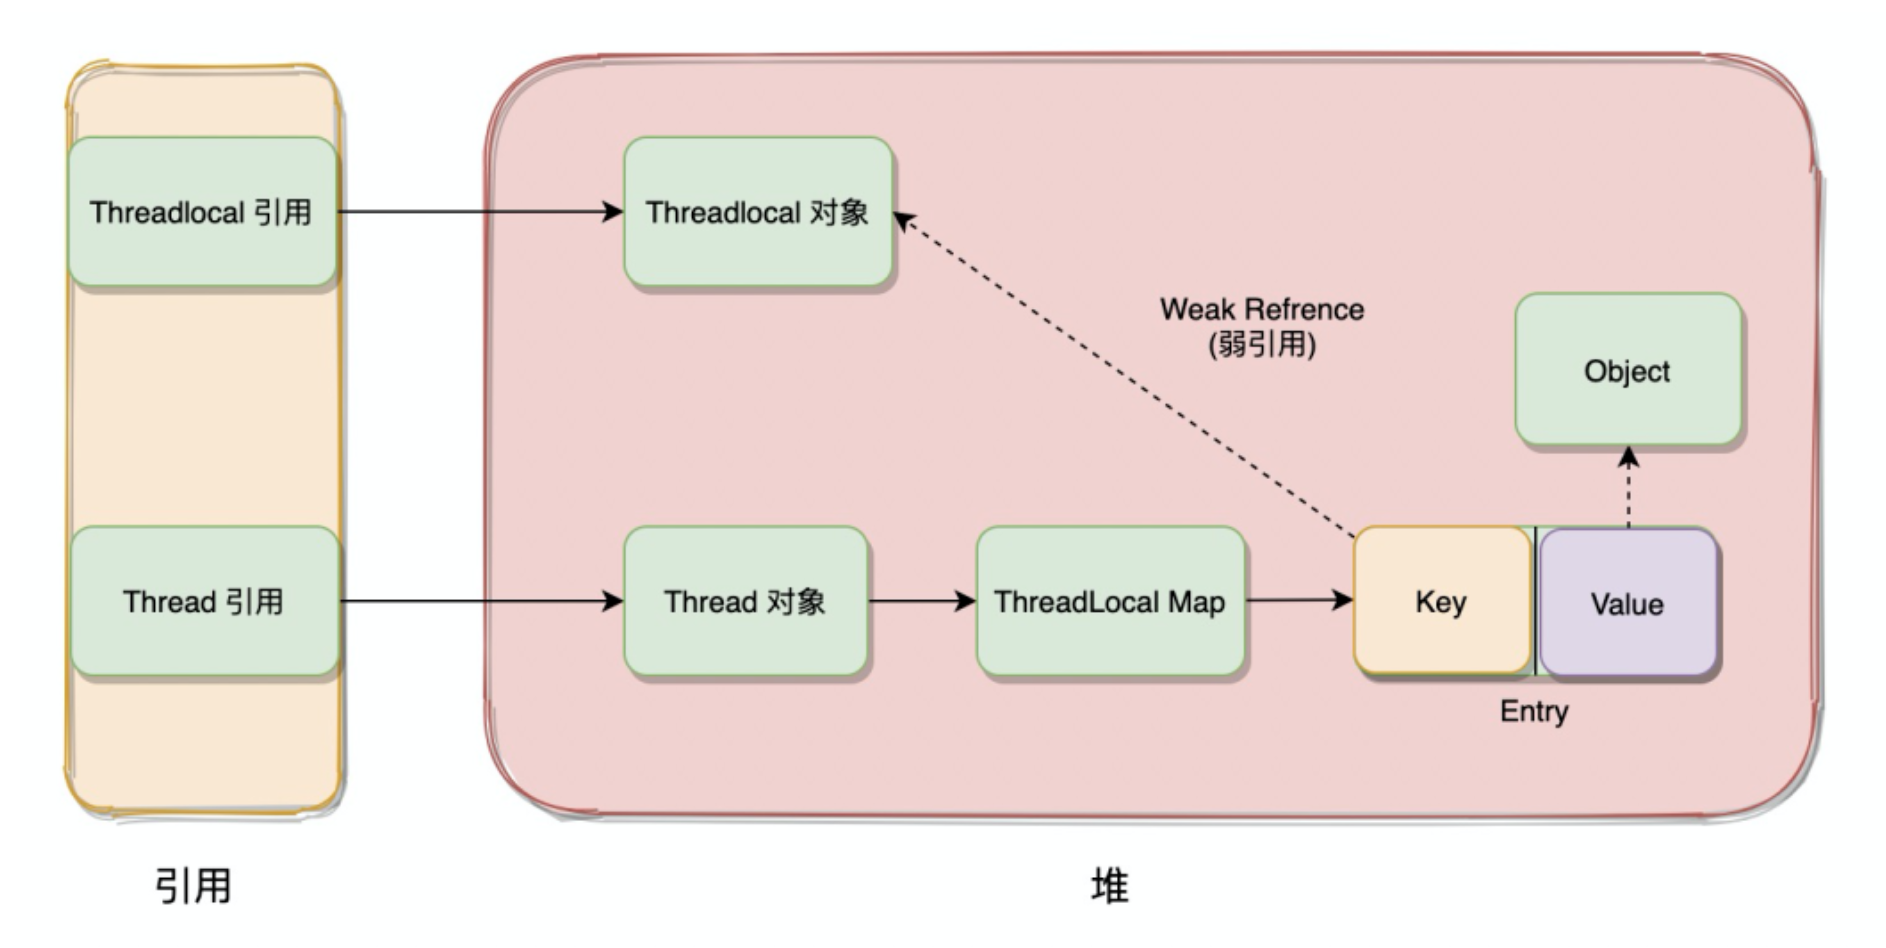 Threadlocal 引用
Threadlocal 对象
Weak Refrence
(弱引用)
Object
Thread 引用
Thread 对象
ThreadLocal Map
Key
Value
Entry
引用
堆